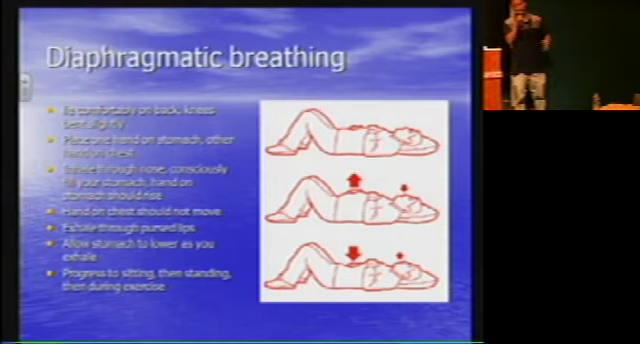 Diaphragmatic breathing
lie comfortably on back, knees
bent slightly
Place one hand on stomach, other
hand on chest
Inhale through nose, consciously
fill your stomach, hand on
stomach should rise
Hand on chest should not move
Exhale through pursed lips
Allow stomach to lower as you
exhale
Progress to sitting, then standing,
then during exercise